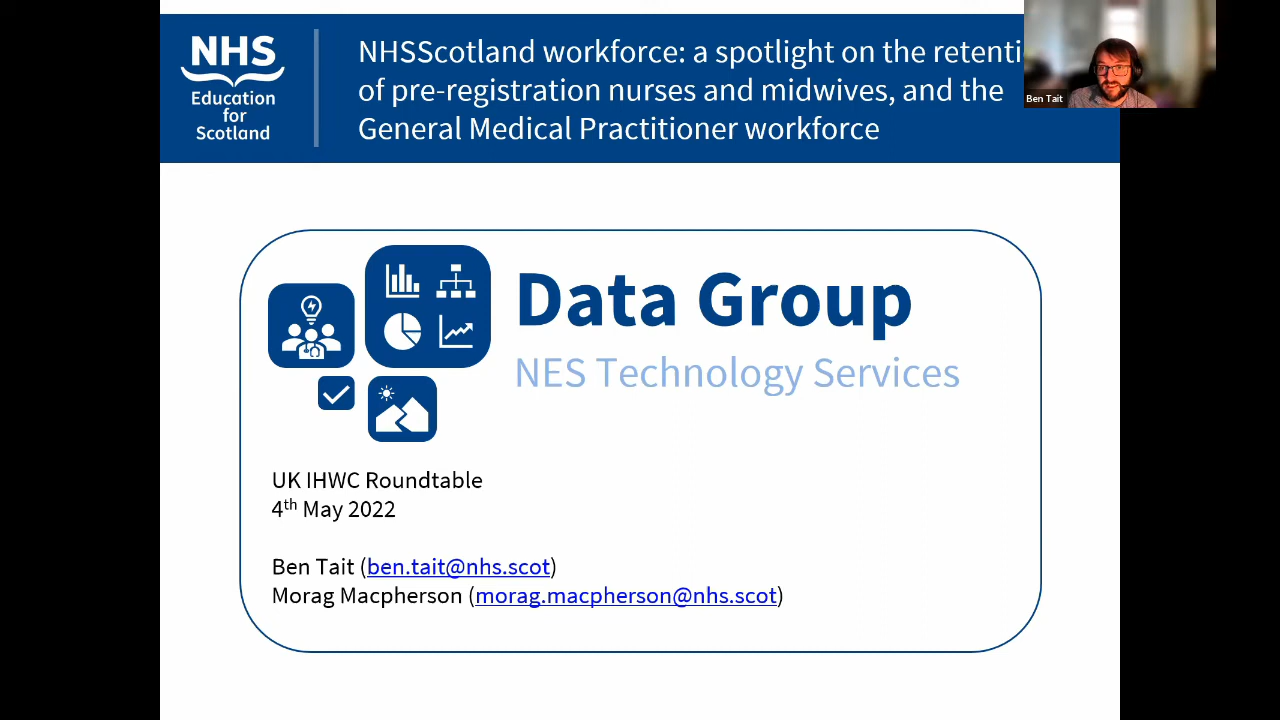 NHS
Education
for
Scotland
NHSScotland workforce: a spotlight on the retenti
of pre-registration nurses and midwives, and the
General Medical Practitioner workforce
Ben Tait
Data Group
NES Technology Services
UK IHWC Roundtable
4th May 2022
Ben Tait (ben.tait@nhs.scot)
Morag Macpherson (morag.macpherson@nhs.scot)